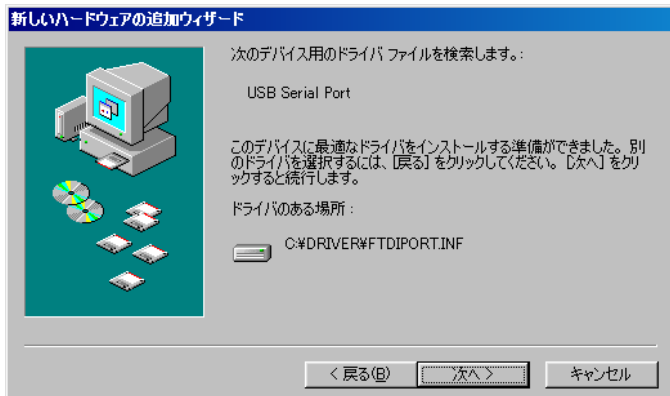 新しいハードウェアの追加ウィザード
次のデバイス用のドライバ ファイルを検索します。:
USB Serial Port
このデバイスに最適なドライバをインストールする準備ができました。別
のドライバを選択するには、[戻る] をクリックしてください。[次へ] をクリ
ックすると続行します。
ドライバのある場所 :
C:¥DRIVER¥FTDIPORT.INF
< 戻る(B)
次へ >
キャンセル